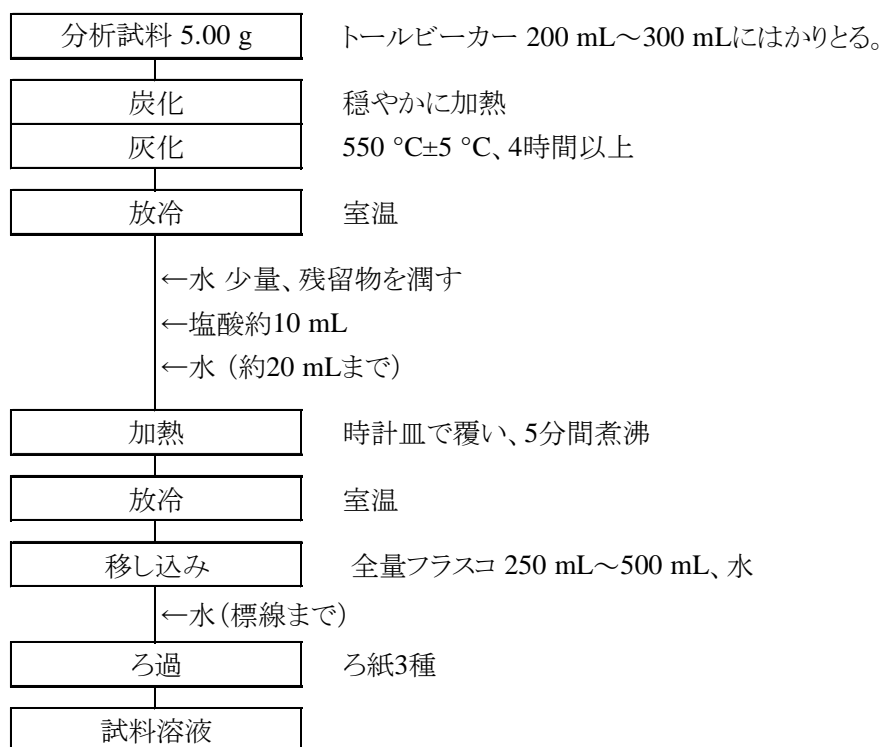 分析試料 5.00 g トールビーカー 200 mL～300 mLにはかりとる。
炭化 穏やかに加熱
灰化 550 °C±5 °C、4時間以上
放冷 室温
←水 少量、残留物を潤す
←塩酸約10 mL
←水（約20 mLまで）
加熱 時計皿で覆い、5分間煮沸
放冷 室温
移し込み 全量フラスコ 250 mL～500 mL、水
←水（標線まで）
ろ過 ろ紙3種
試料溶液